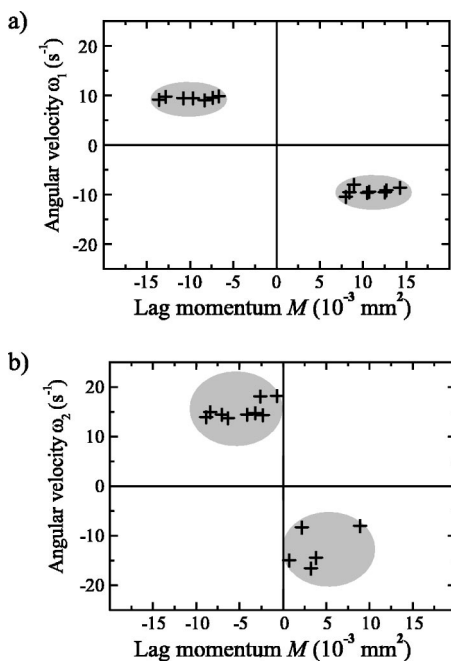 a)
Angular velocity ω₁ (s⁻¹)
20
10
0
-10
-20
-15 -10 -5 0 5 10 15
Lag momentum M (10⁻³ mm²)
b)
Angular velocity ω₂ (s⁻¹)
20
10
0
-10
-20
-15 -10 -5 0 5 10 15
Lag momentum M (10⁻³ mm²)